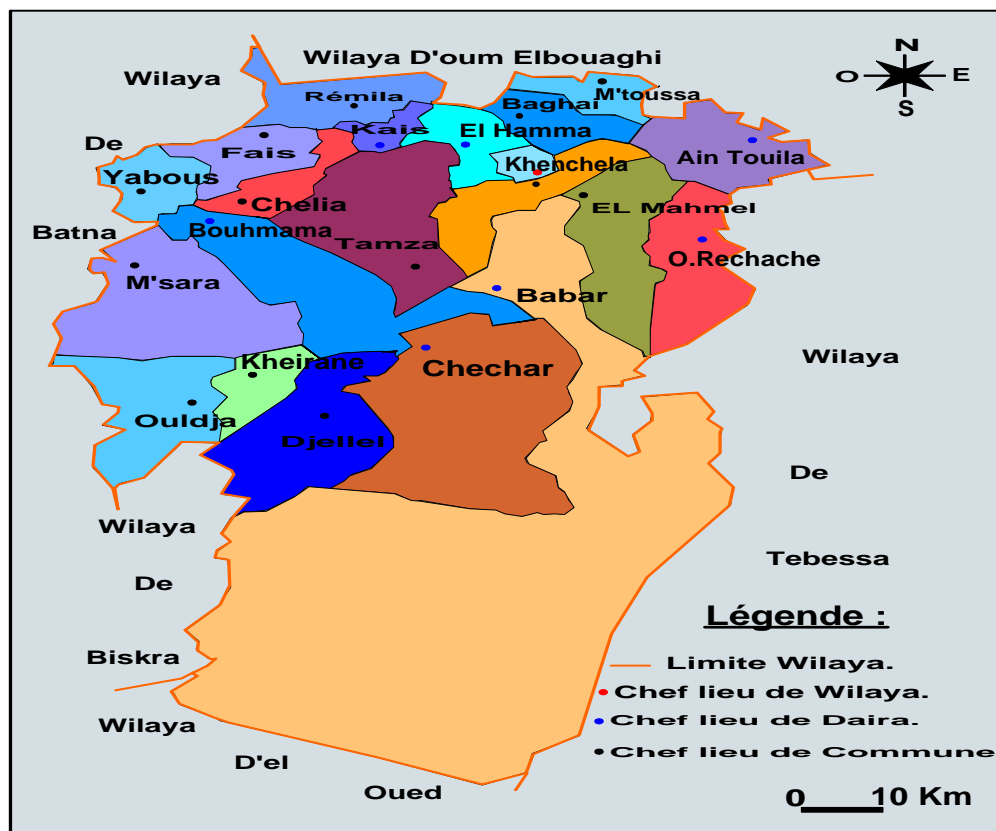 Wilaya D'oum Elbouaghi
Wilaya
N
O
E
S
Rémila
M'toussa
Baghai
Kais
El Hamma
De
Fais
Ain Touila
Khenchela
Yabous
Chelia
EL Mahmel
Batna
Bouhmama
Tamza
O.Rechache
M'sara
Babar
Wilaya
Kheirane
Chechar
Ouldja
Djellel
De
Wilaya
Tebessa
De
Légende :
Biskra
Limite Wilaya.
Chef lieu de Wilaya.
Wilaya
Chef lieu de Daira.
D'el
Chef lieu de Commune
Oued
0 10 Km